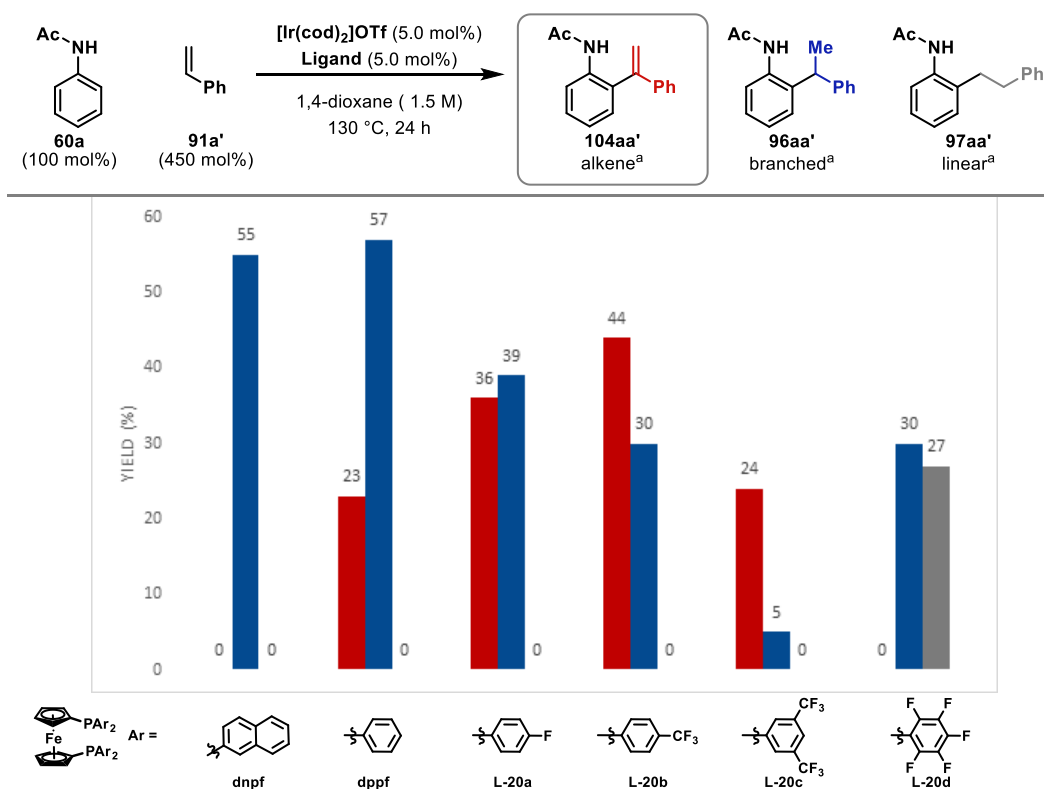 Ac
NH
60a
(100 mol%)
Ph
91a'
(450 mol%)
[Ir(cod)2]OTf (5.0 mol%)
Ligand (5.0 mol%)
1,4-dioxane ( 1.5 M)
130 °C, 24 h
Ac
NH
Ph
104aa'
alkeneᵃ
Ac
NH
Me
Ph
96aa'
branchedᵃ
Ac
NH
Ph
97aa'
linearᵃ
YIELD (%)
60
50
40
30
20
10
0
0
55
0
23
57
0
36
39
0
44
30
0
24
5
0
0
30
27
Fe
PAr2
PAr2
Ar =
dnpf
dppf
F
L-20a
CF3
L-20b
CF3
CF3
L-20c
F
F
F
F
F
L-20d